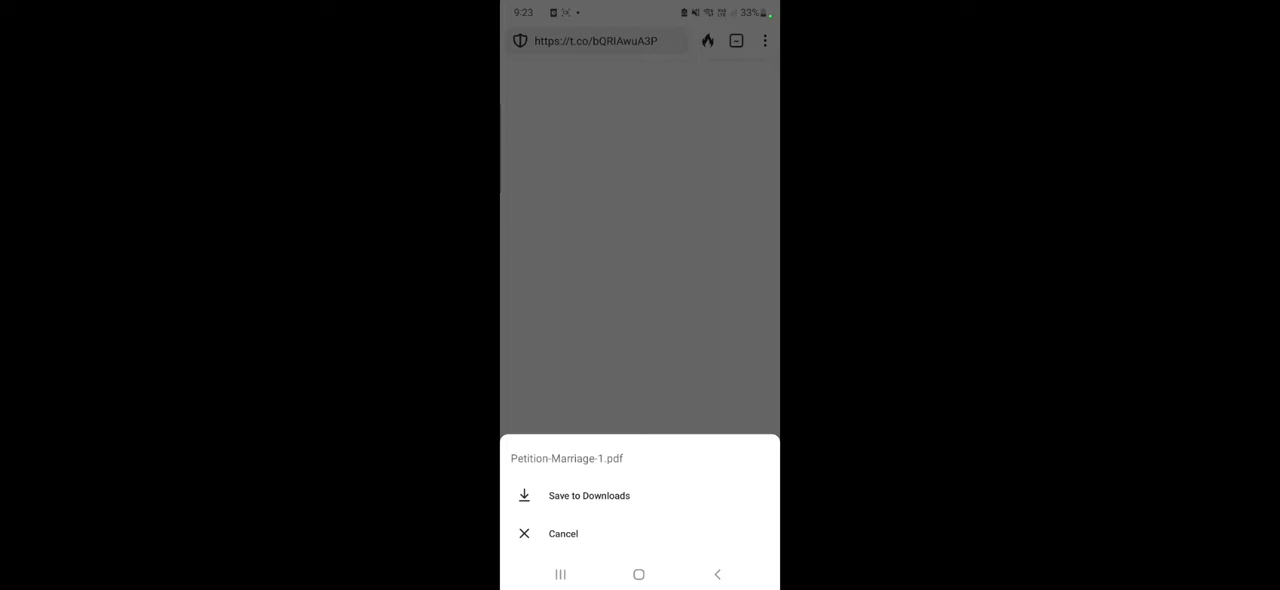 9:23
33%
https://t.co/bQRIAwuA3P
Petition-Marriage-1.pdf
Save to Downloads
Cancel